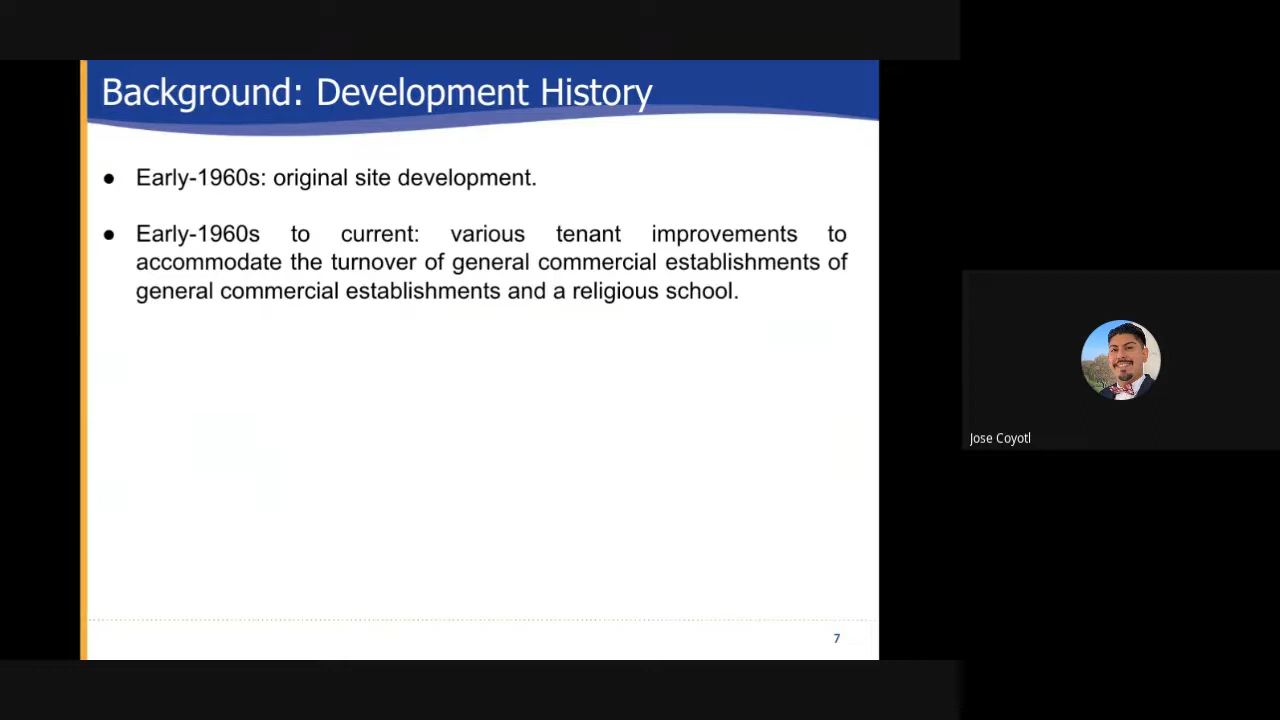 Background: Development History
● Early-1960s: original site development.
● Early-1960s to current: various tenant improvements to
accommodate the turnover of general commercial establishments of
general commercial establishments and a religious school.
Jose Coyotl
7